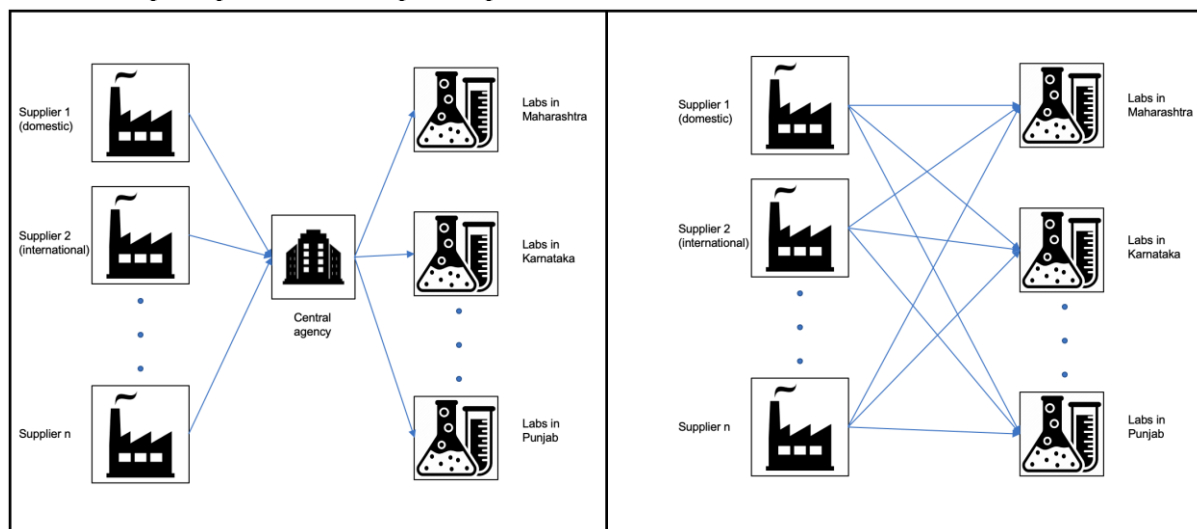 Supplier 1
(domestic)
Supplier 2
(international)
Supplier n
Central
agency
Labs in
Maharashtra
Labs in
Karnataka
Labs in
Punjab
Supplier 1
(domestic)
Supplier 2
(international)
Supplier n
Labs in
Maharashtra
Labs in
Karnataka
Labs in
Punjab